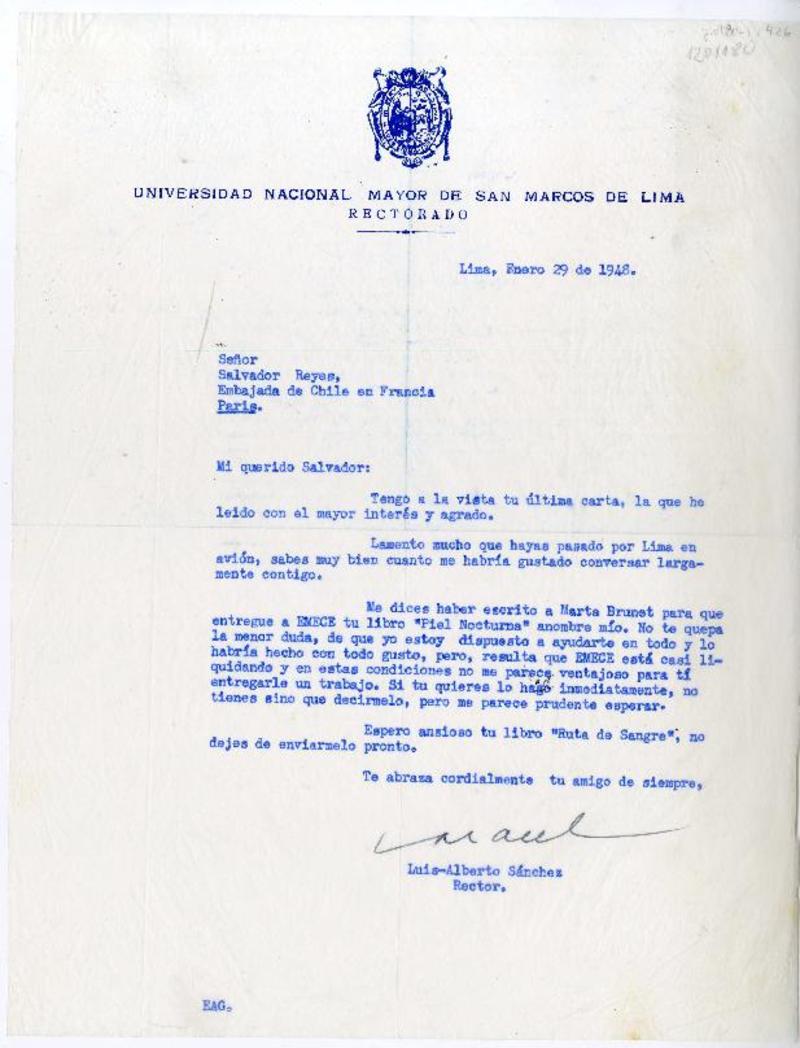 UNIVERSIDAD NACIONAL MAYOR DE SAN MARCOS DE LIMA
RECTORADO
Lima, Enero 29 de 1948.
Señor
Salvador Reyes,
Embajada de Chile en Francia
Paris.
Mi querido Salvador:
Tengo a la vista tu última carta, la que he
leido con el mayor interés y agrado.
Lamento mucho que hayas pasado por Lima en
avión, sabes muy bien cuanto me habría gustado conversar larga-
mente contigo.
Me dices haber escrito a Marta Brunet para que
entregue a EMECE tu libro "Piel Nocturna" anombre mío. No te quepa
la menor duda, de que yo estoy dispuesto a ayudarte en todo y lo
habría hecho con todo gusto, pero, resulta que EMECE está casi li-
quidando y en estas condiciones no me parece ventajoso para tí
entregarle un trabajo. Si tu quieres lo hago inmediatamente, no
tienes sino que decirmelo, pero me parece prudente esperar.
Espero ansioso tu libro "Ruta de Sangre", no
dejes de enviarmelo pronto.
Te abraza cordialmente tu amigo de siempre,
Luis-Alberto Sánchez
Rector.
EAG.